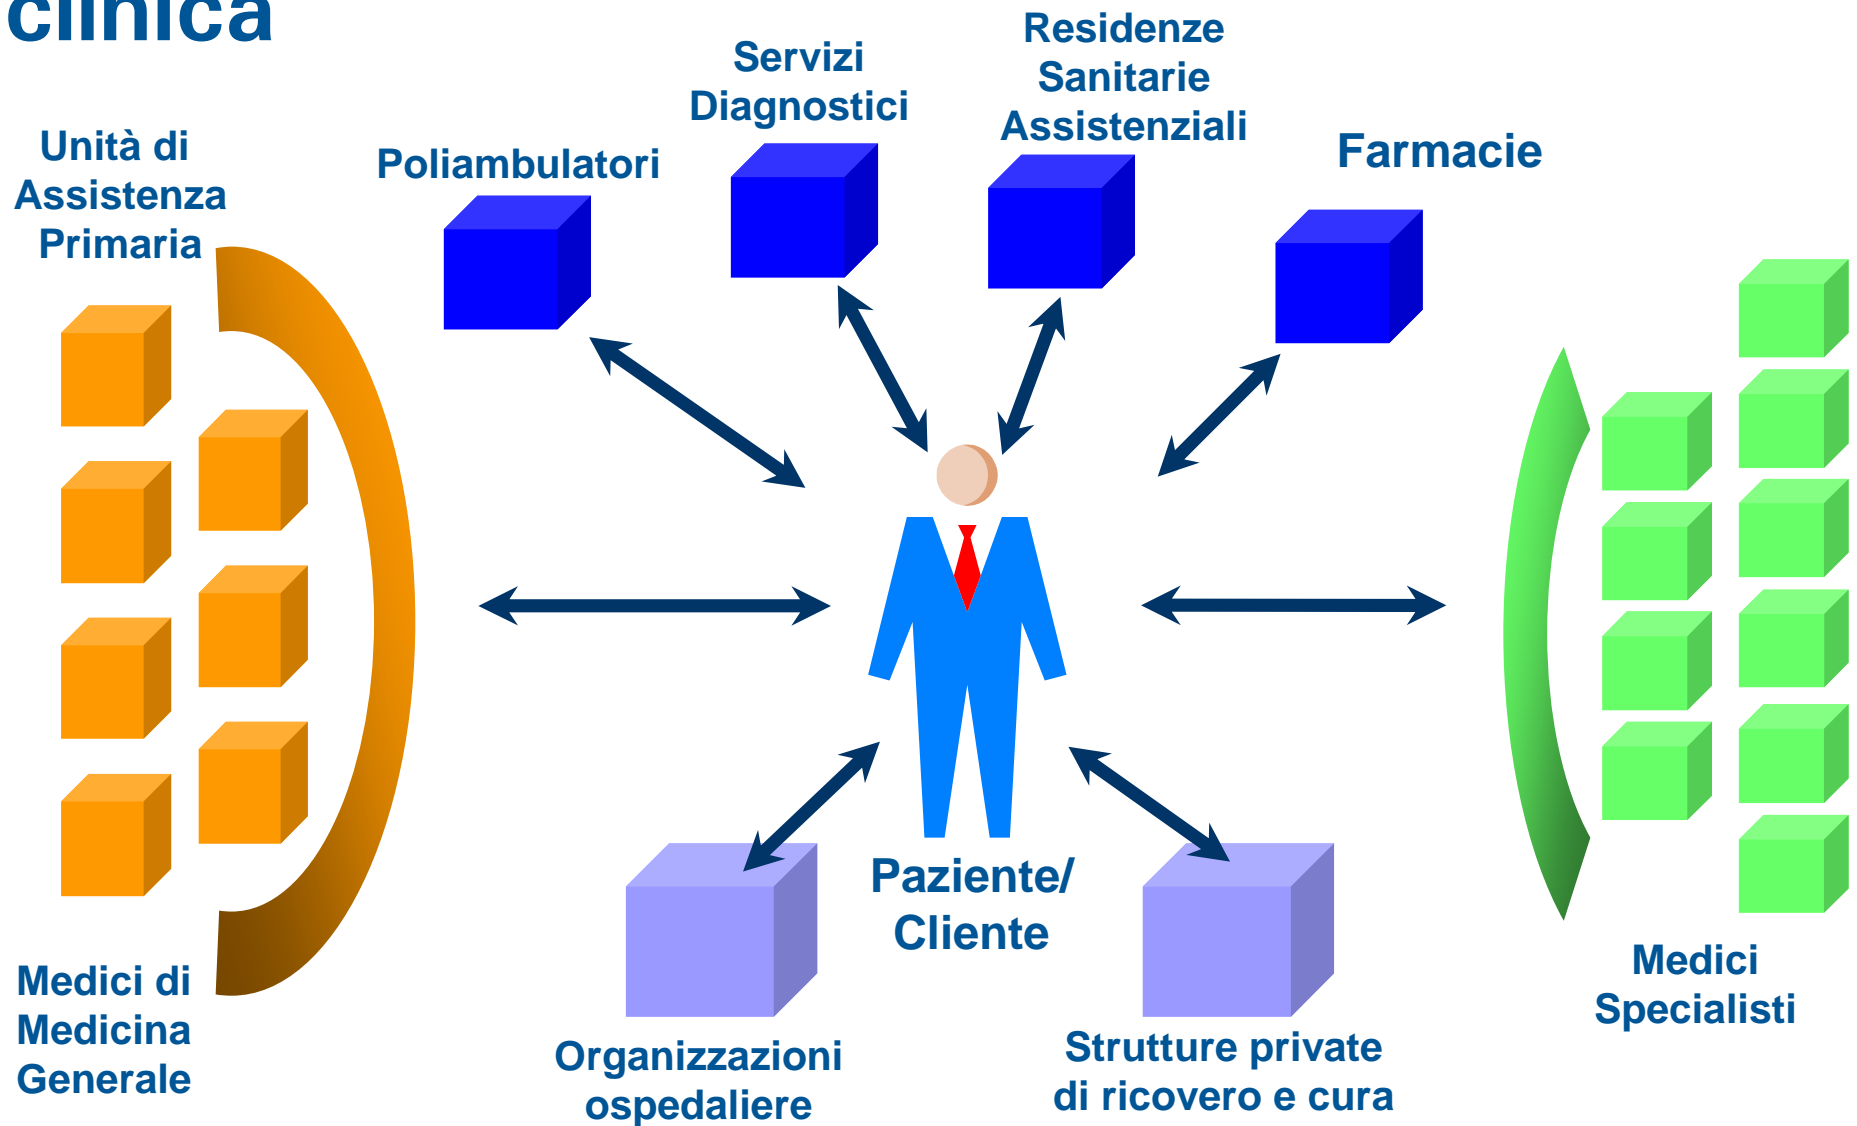 clinica
Servizi
Diagnostici
Residenze
Sanitarie
Assistenziali
Unità di
Assistenza
Primaria
Poliambulatori
Farmacie
Paziente/
Cliente
Medici di
Medicina
Generale
Organizzazioni
ospedaliere
Strutture private
di ricovero e cura
Medici
Specialisti